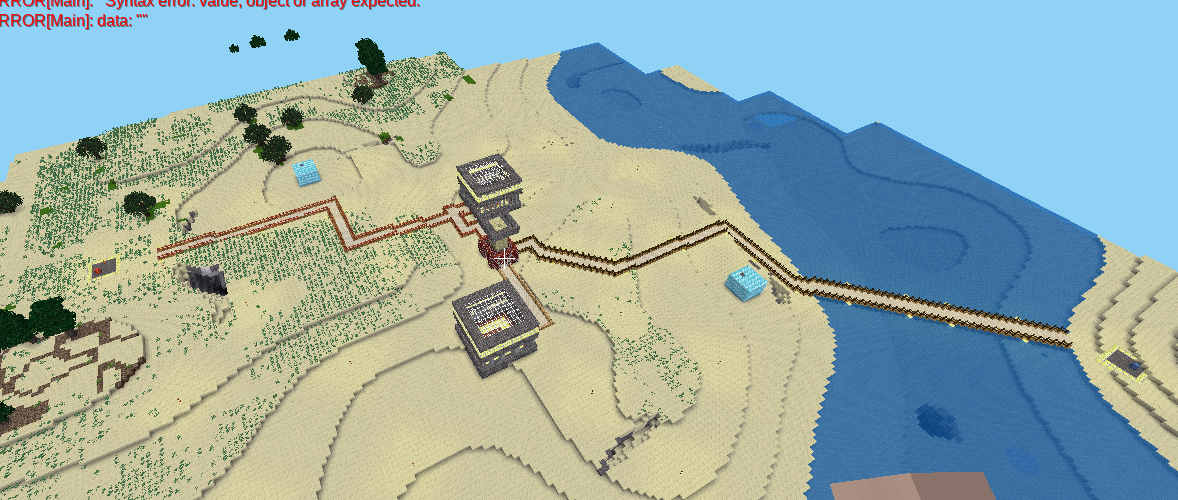 RROR[Main]: "Syntax error: value, object or array expected.
RROR[Main]: data: ""